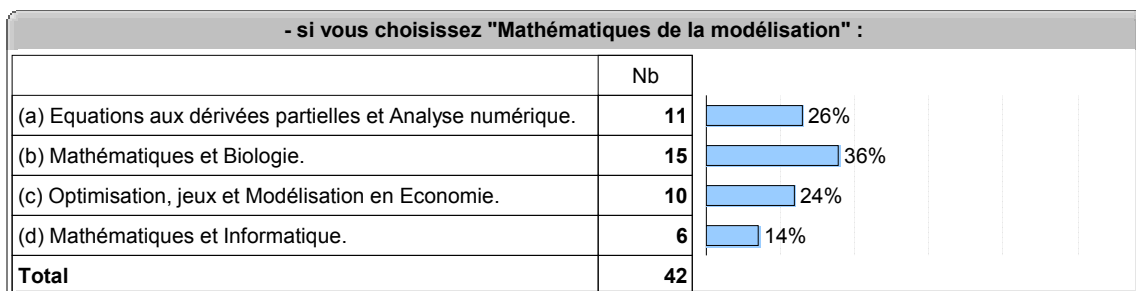 - si vous choisissez "Mathématiques de la modélisation" :
Nb
(a) Equations aux dérivées partielles et Analyse numérique. 11 26%
(b) Mathématiques et Biologie. 15 36%
(c) Optimisation, jeux et Modélisation en Economie. 10 24%
(d) Mathématiques et Informatique. 6 14%
Total 42